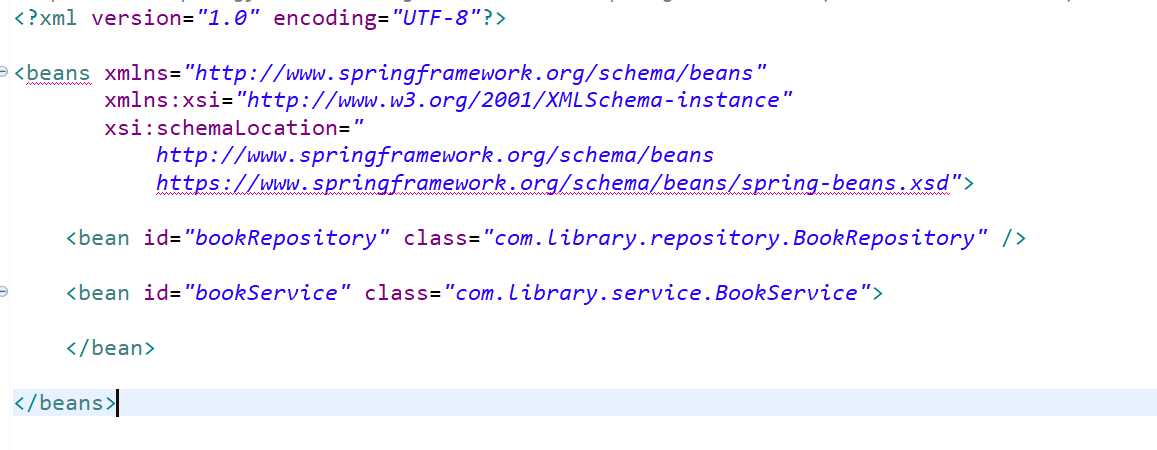 <?xml version="1.0" encoding="UTF-8"?>
<beans xmlns="http://www.springframework.org/schema/beans"
xmlns:xsi="http://www.w3.org/2001/XMLSchema-instance"
xsi:schemaLocation="
http://www.springframework.org/schema/beans
https://www.springframework.org/schema/beans/spring-beans.xsd">
<bean id="bookRepository" class="com.library.repository.BookRepository" />
<bean id="bookService" class="com.library.service.BookService">
</bean>
</beans>